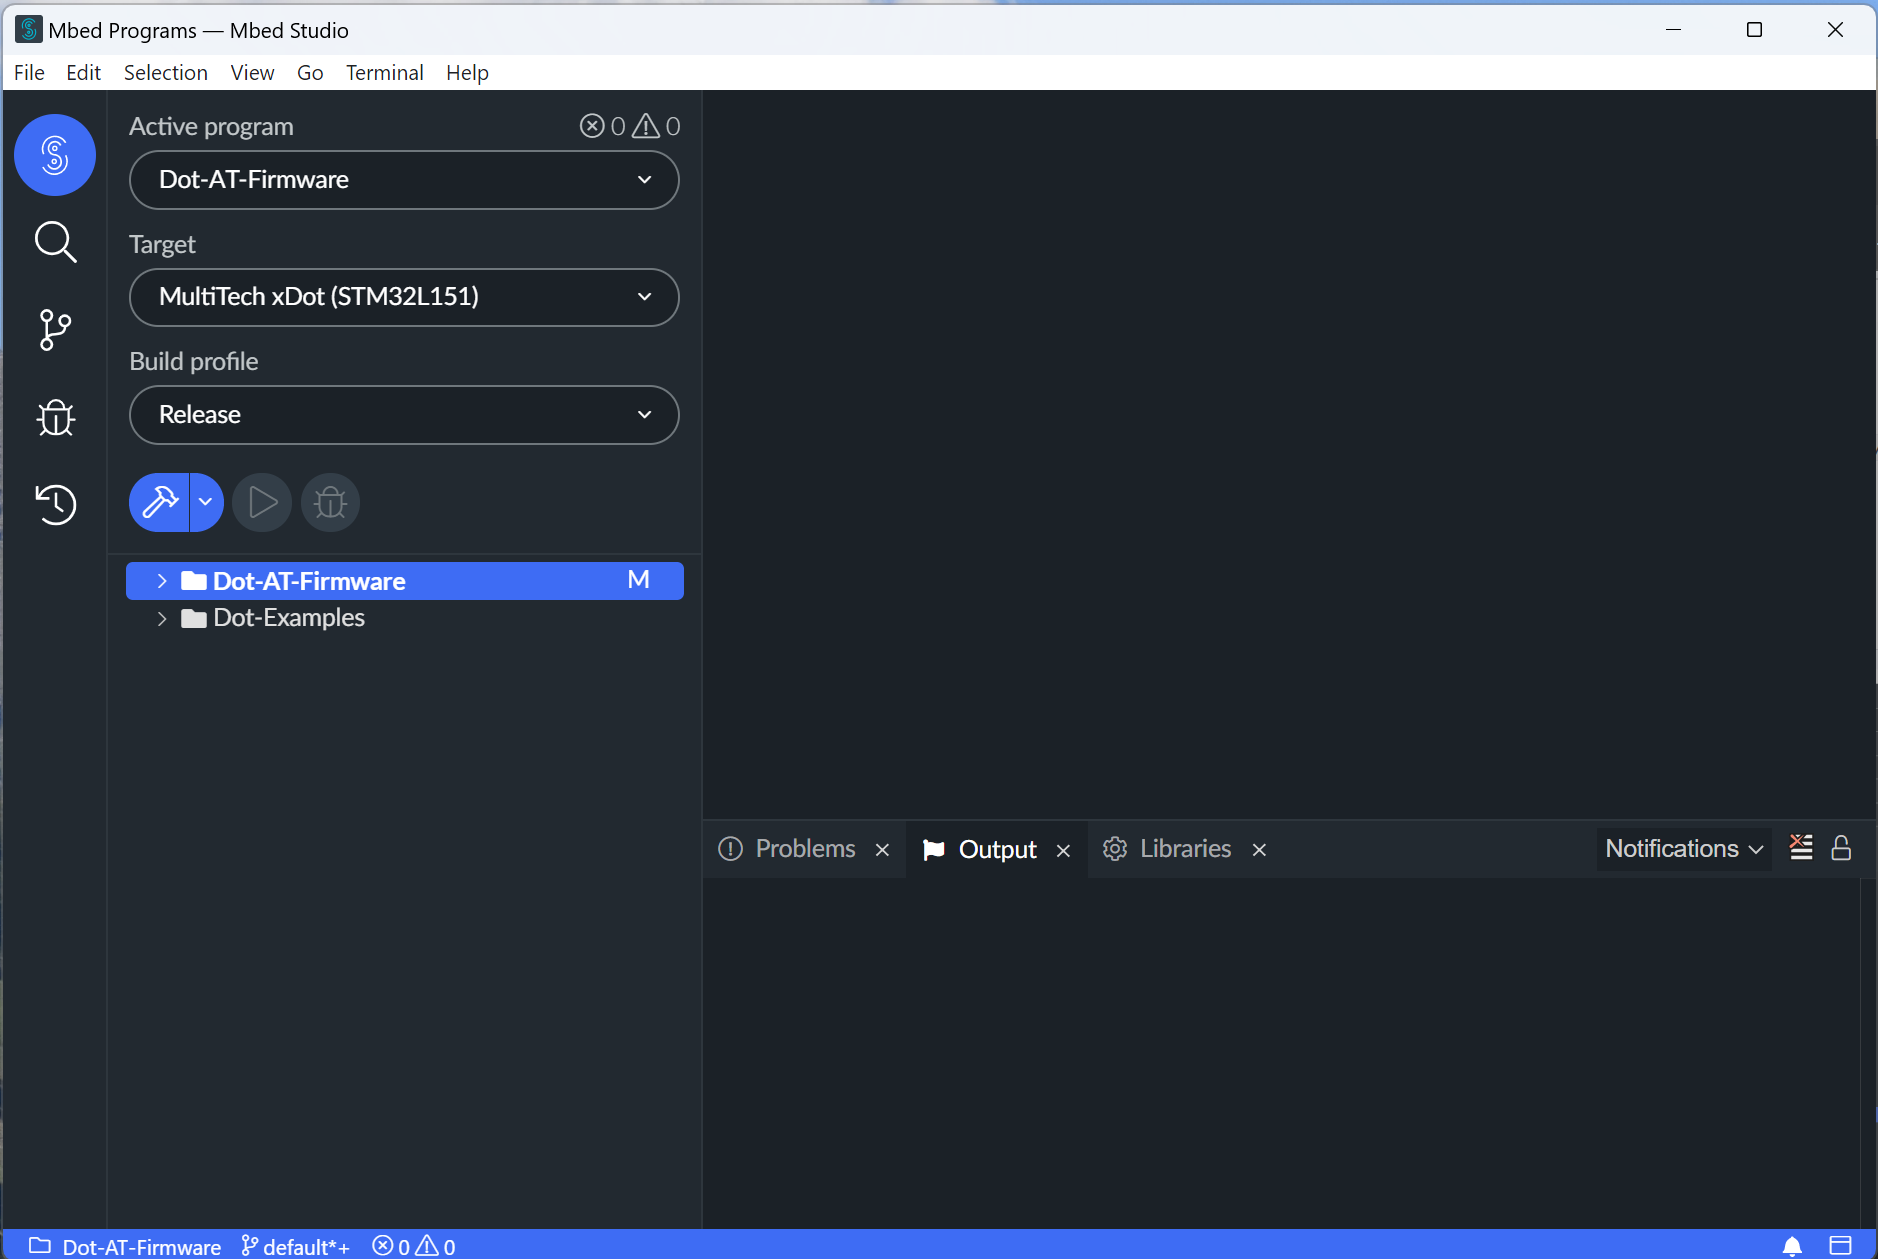 Mbed Programs — Mbed Studio
File Edit Selection View Go Terminal Help
Active program 0 0
Dot-AT-Firmware
Target
MultiTech xDot (STM32L151)
Build profile
Release
Dot-AT-Firmware M
Dot-Examples
Problems Output Libraries Notifications
Dot-AT-Firmware default*+ 0 0